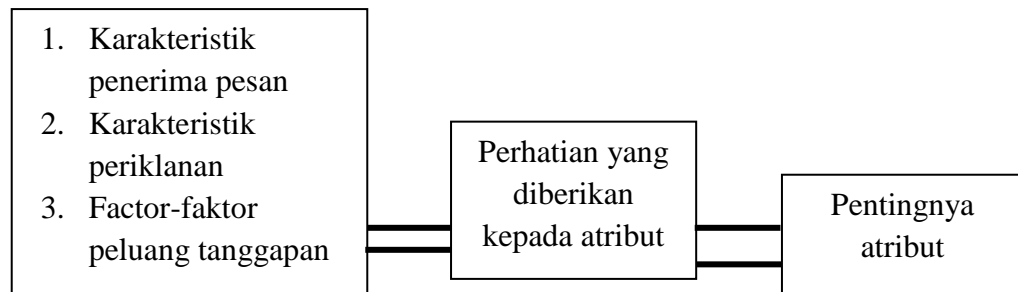 1. Karakteristik
penerima pesan
2. Karakteristik
periklanan
3. Factor-faktor
peluang tanggapan
Perhatian yang
diberikan
kepada atribut
Pentingnya
atribut